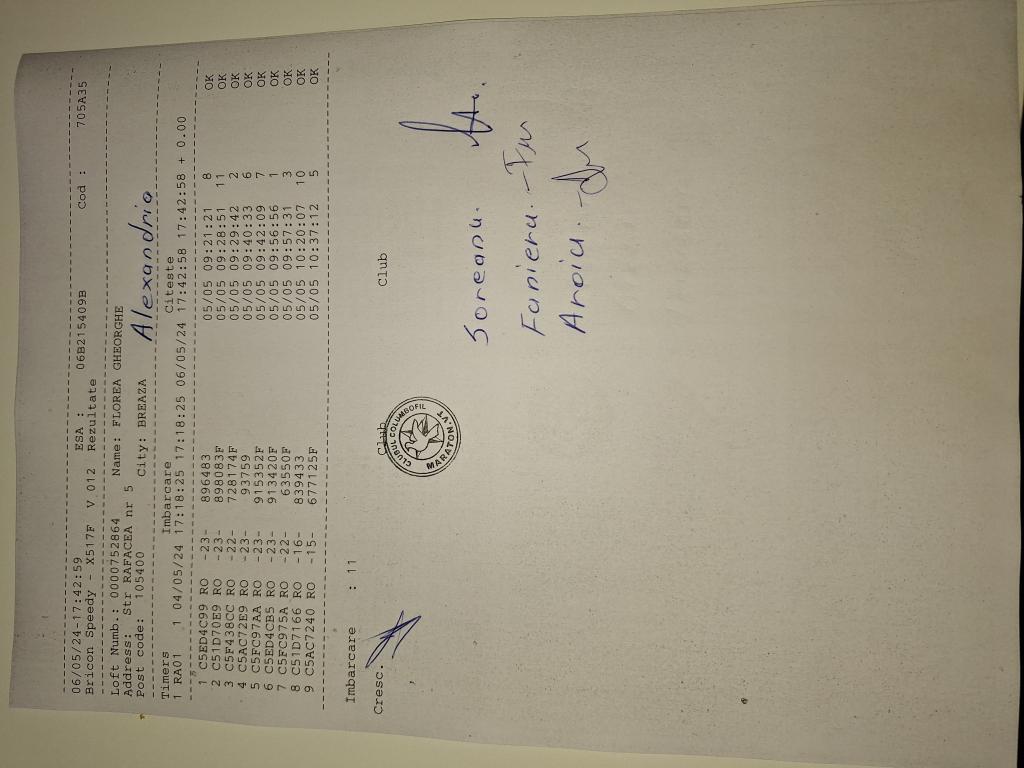 06/05/24-17:42:59 ESA : 06B215409B Cod : 705A35
Bricon Speedy - X517F V 012 Rezultate
Loft Numb.: 0000752864 Name: FLOREA GHEORGHE
Address: Str RAFACEA nr 5
Post code: 105400 City: BREAZA Alexandria
Timers Imbarcare Citeste
1 RA01 1 04/05/24 17:18:25 17:18:25 06/05/24 17:42:58 17:42:58 + 0.00
1 C5ED4C99 RO -23- 896483 05/05 09:21:21 8 OK
2 C51D70E9 RO -23- 898083F 05/05 09:28:51 11 OK
3 C5F438CC RO -22- 728174F 05/05 09:29:42 2 OK
4 C5AC72E9 RO -23- 93759 05/05 09:40:33 6 OK
5 C5FC97AA RO -23- 915352F 05/05 09:42:09 7 OK
6 C5ED4CB5 RO -23- 913420F 05/05 09:56:56 1 OK
7 C5FC975A RO -22- 63550F 05/05 09:57:31 3 OK
8 C51D7166 RO -16- 839433 05/05 10:20:07 10 OK
9 C5AC7240 RO -15- 677125F 05/05 10:37:12 5 OK
Imbarcare : 11
Cresc. Club Club
CLUBUL COLUMBOFIL
MARATON V.T.
Soreanu.
Fanieru.
Aroiu.